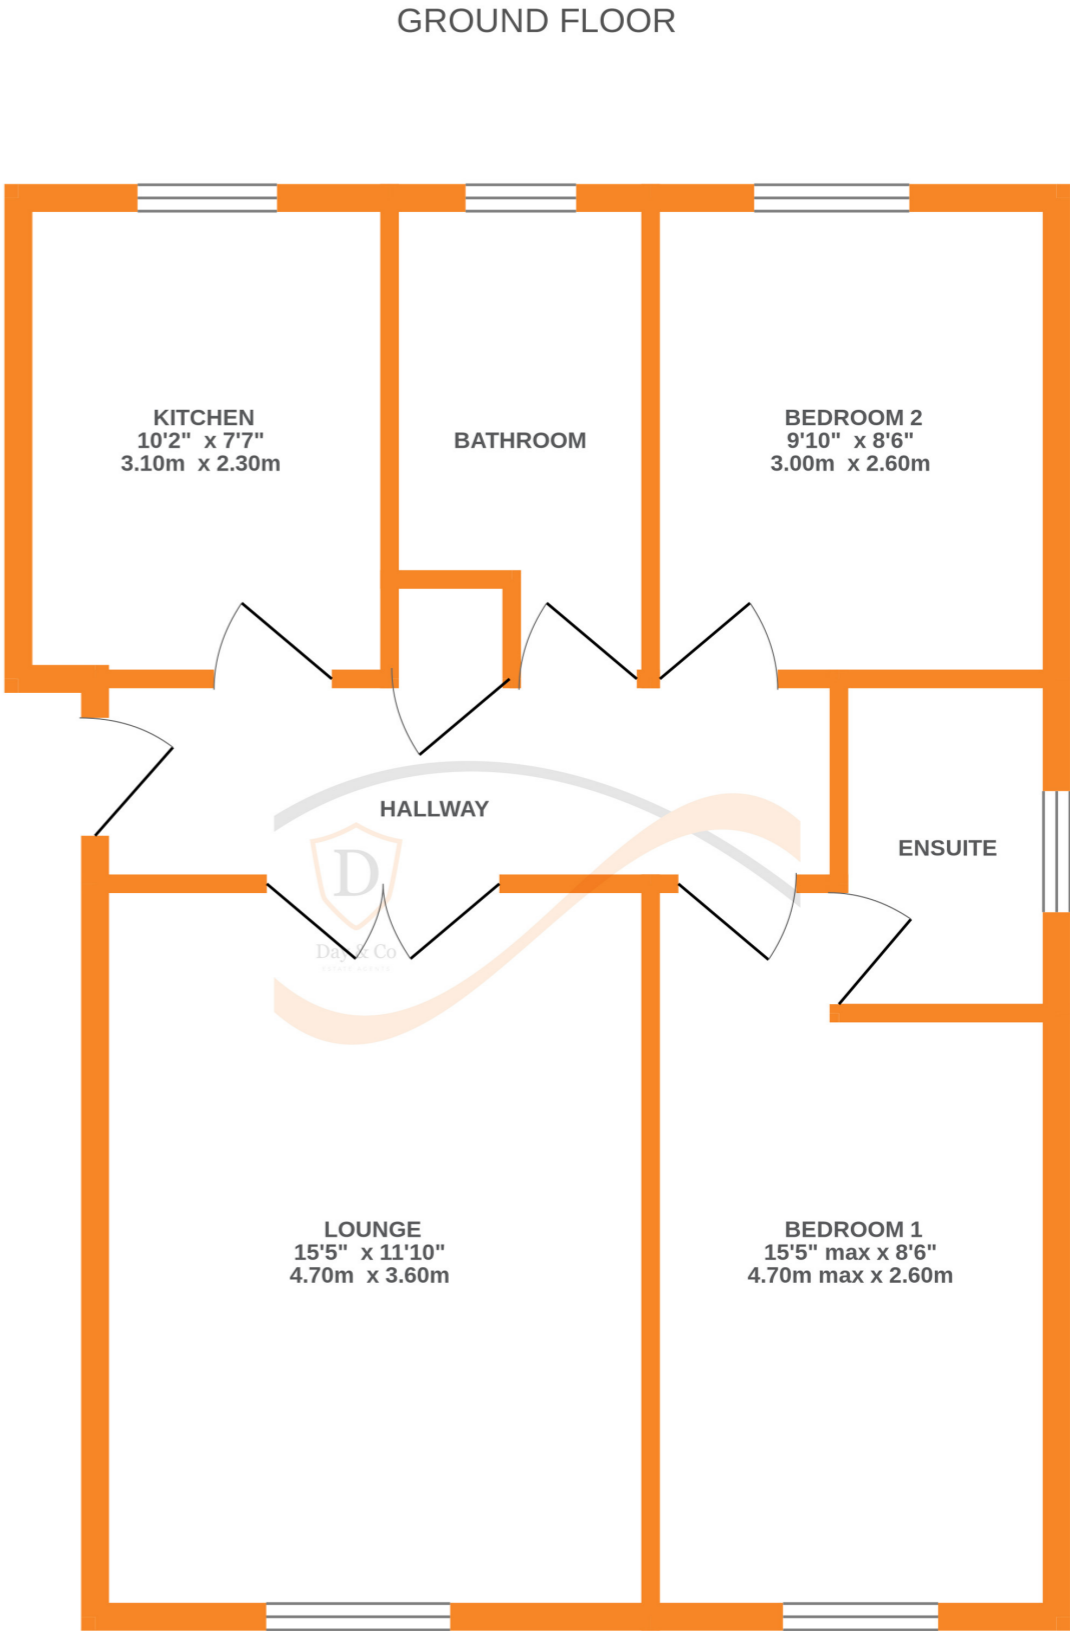 GROUND FLOOR
KITCHEN
10'2" x 7'7"
3.10m x 2.30m
BATHROOM
BEDROOM 2
9'10" x 8'6"
3.00m x 2.60m
HALLWAY
ENSUITE
D
Day & Co
ESTATE AGENTS
LOUNGE
15'5" x 11'10"
4.70m x 3.60m
BEDROOM 1
15'5" max x 8'6"
4.70m max x 2.60m